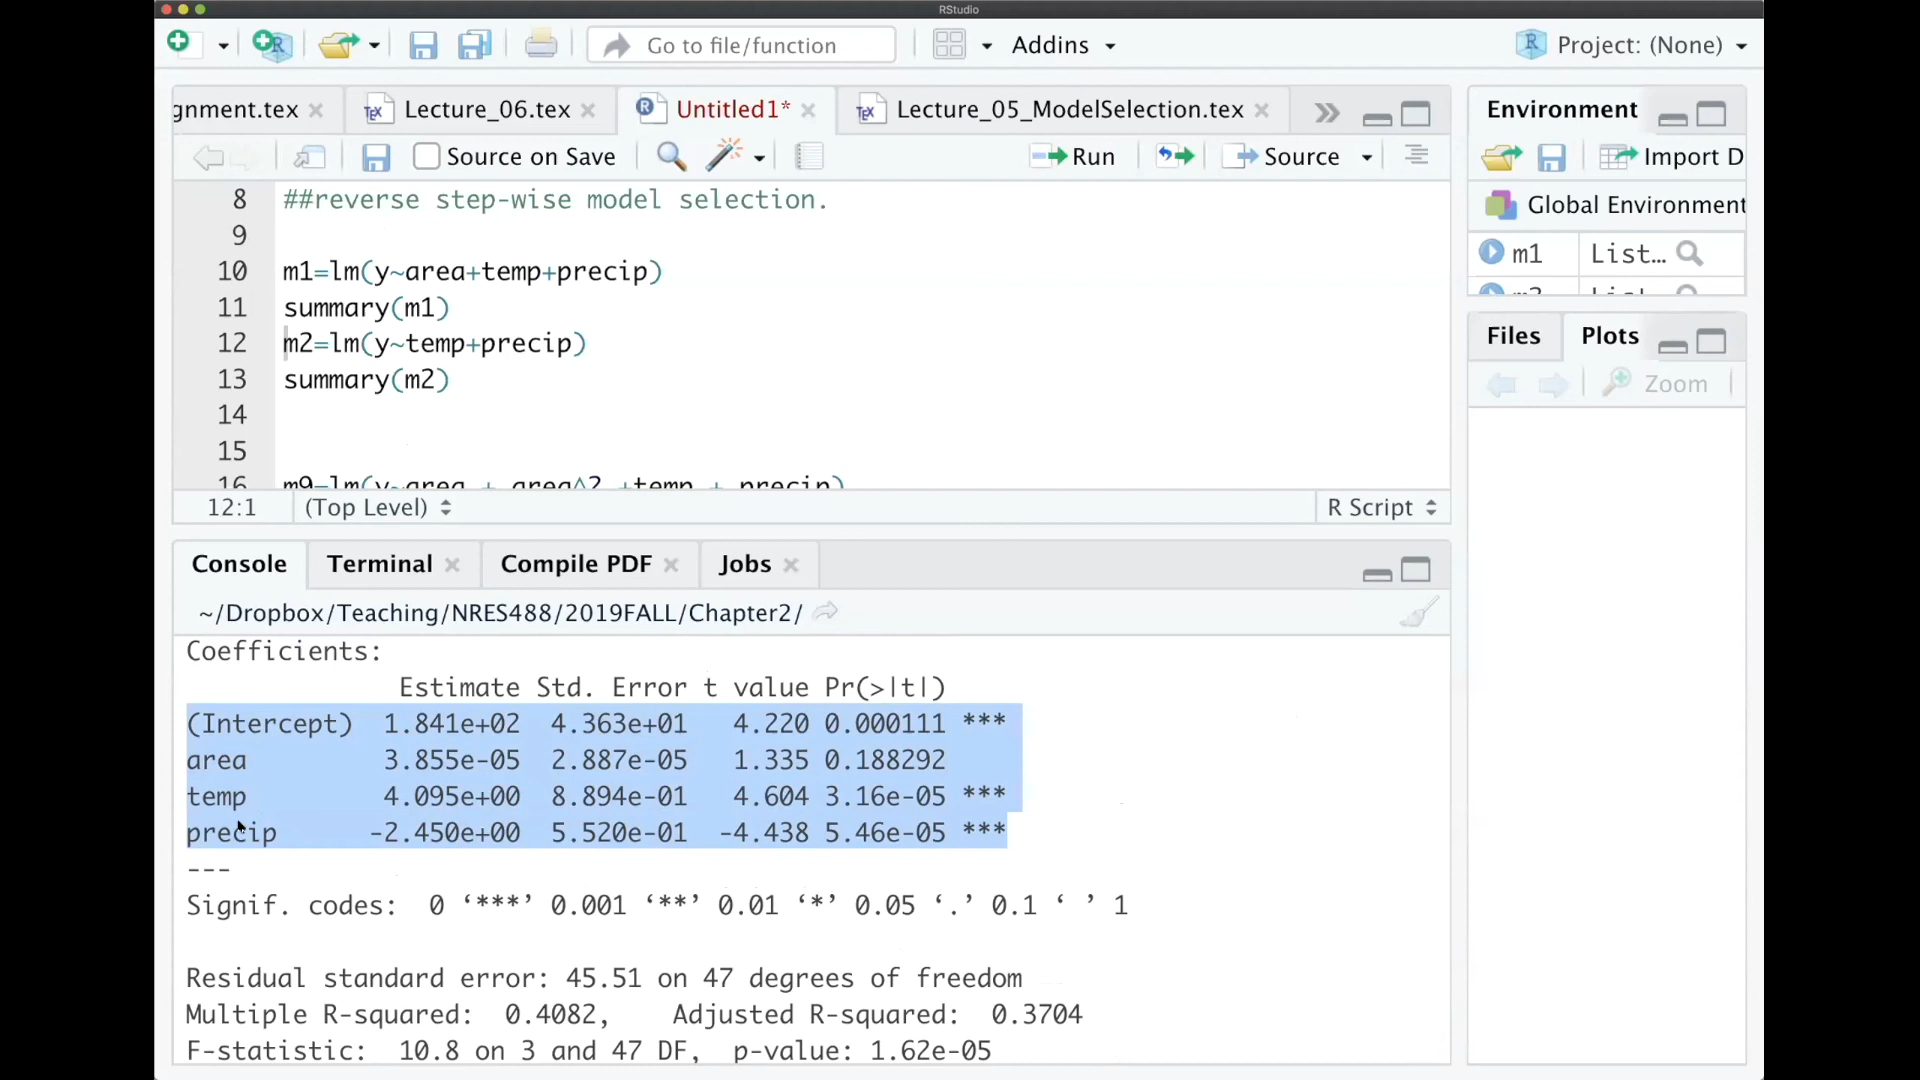 RStudio
Go to file/function
Addins
Project: (None)
gnment.tex
Lecture_06.tex
Untitled1*
Lecture_05_ModelSelection.tex
Source on Save
Run
Source
8 ##reverse step-wise model selection.
9
10 m1=lm(y~area+temp+precip)
11 summary(m1)
12 m2=lm(y~temp+precip)
13 summary(m2)
14
15
16 m9=lm(y~area + area^2 +temp + precip)
12:1 (Top Level) R Script
Console Terminal Compile PDF Jobs
~/Dropbox/Teaching/NRES488/2019FALL/Chapter2/
Coefficients:
Estimate Std. Error t value Pr(>|t|)
(Intercept) 1.841e+02 4.363e+01 4.220 0.000111 ***
area 3.855e-05 2.887e-05 1.335 0.188292
temp 4.095e+00 8.894e-01 4.604 3.16e-05 ***
precip -2.450e+00 5.520e-01 -4.438 5.46e-05 ***
---
Signif. codes: 0 ‘***’ 0.001 ‘**’ 0.01 ‘*’ 0.05 ‘.’ 0.1 ‘ ’ 1
Residual standard error: 45.51 on 47 degrees of freedom
Multiple R-squared: 0.4082, Adjusted R-squared: 0.3704
F-statistic: 10.8 on 3 and 47 DF, p-value: 1.62e-05
Environment
Import D
Global Environment
m1 List...
Files Plots
Zoom